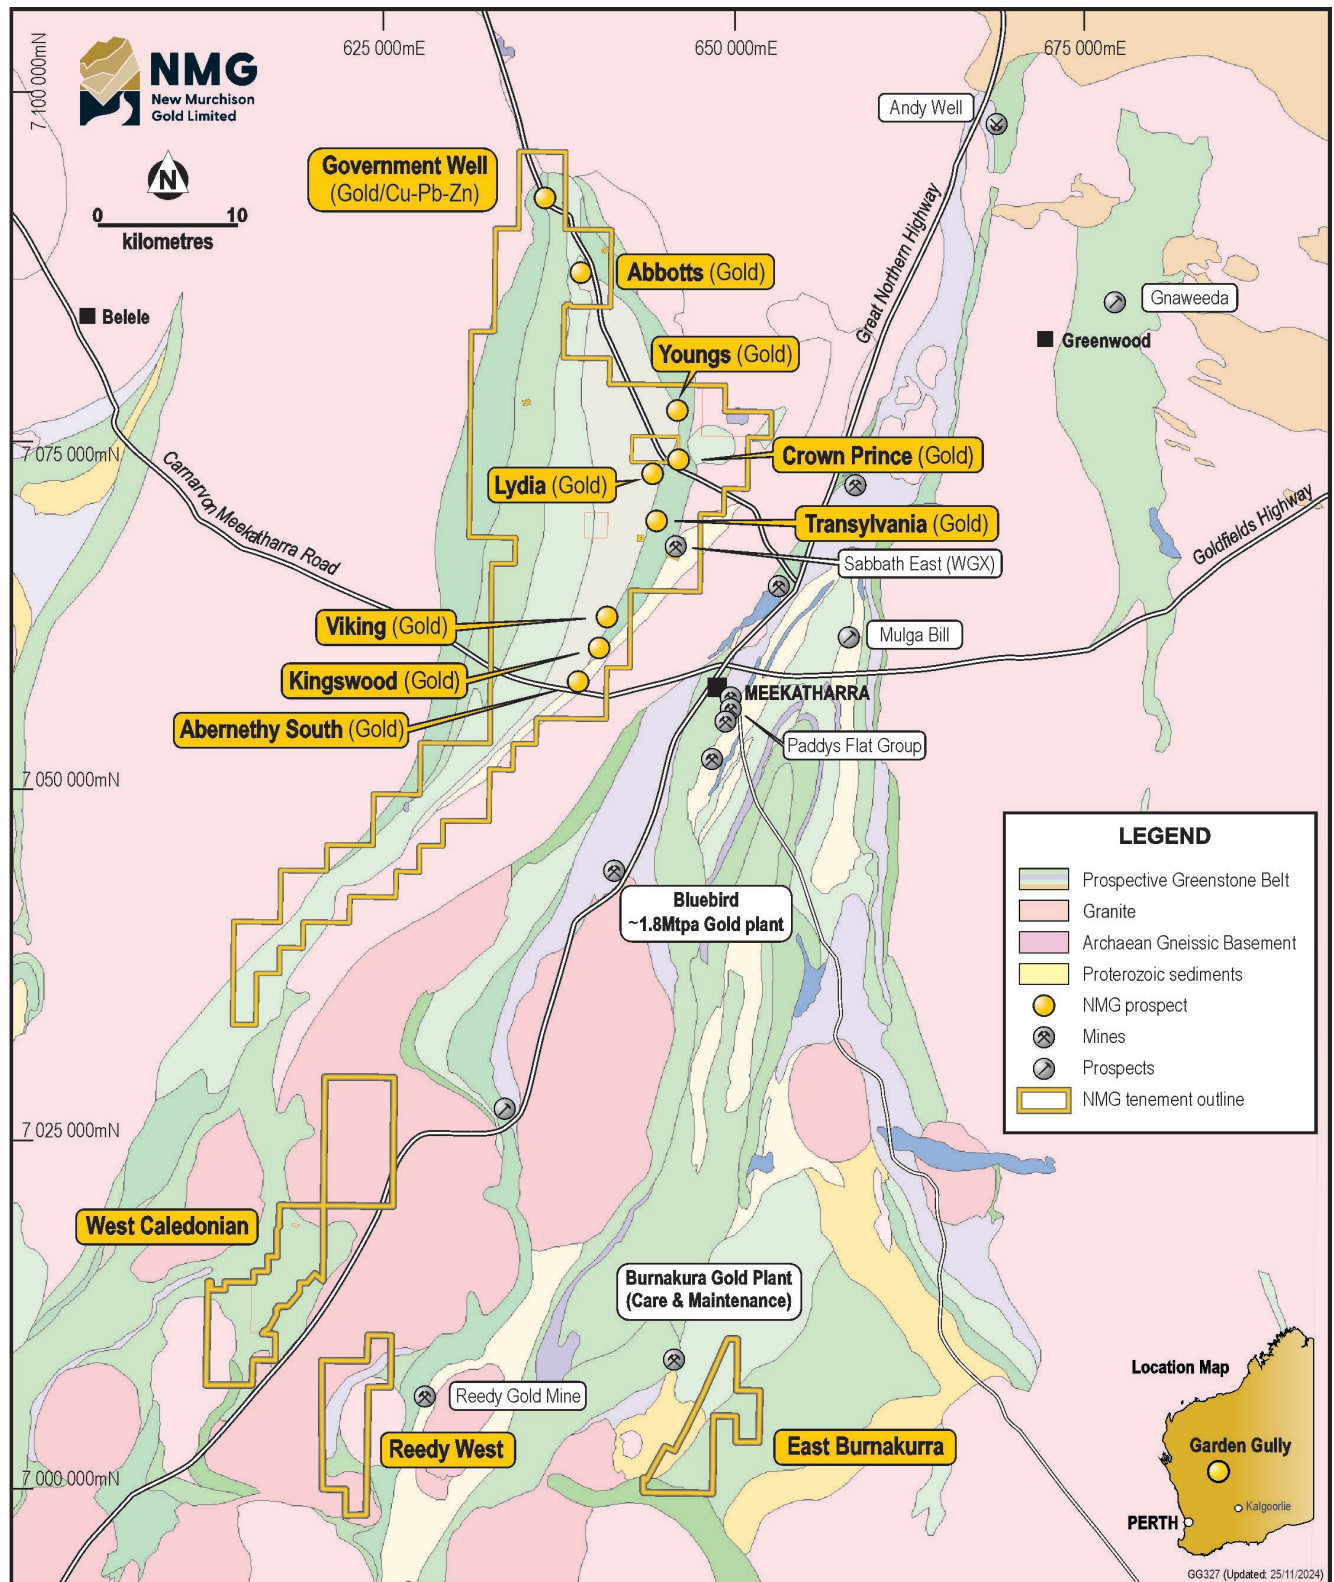 625 000mE
650 000mE
675 000mE
7 100 000mN
NMG
New Murchison
Gold Limited
N
0
10
kilometres
Andy Well
Government Well
(Gold/Cu-Pb-Zn)
Great Northern Highway
Abbotts (Gold)
Gnaweeda
Belele
Greenwood
Youngs (Gold)
7 075 000mN
Crown Prince (Gold)
Lydia (Gold)
Carnarvon Meekatharra Road
Goldfields Highway
Transylvania (Gold)
Sabbath East (WGX)
Viking (Gold)
Mulga Bill
Kingswood (Gold)
MEEKATHARRA
Abernethy South (Gold)
Paddys Flat Group
7 050 000mN
LEGEND
Prospective Greenstone Belt
Granite
Archaean Gneissic Basement
Proterozoic sediments
NMG prospect
Mines
Prospects
NMG tenement outline
Bluebird
~1.8Mtpa Gold plant
7 025 000mN
West Caledonian
Burnakura Gold Plant
(Care & Maintenance)
Reedy Gold Mine
Reedy West
East Burnakurra
7 000 000mN
Location Map
Garden Gully
Kalgoorlie
PERTH
GG327 (Updated: 25/11/2024)